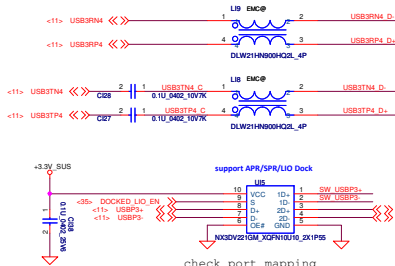 LI9 EMC@
<11> USB3RN4 1 2 USB3RN4_D-
<11> USB3RP4 4 3 USB3RP4_D+
DLW21HN900HQ2L_4P
LI8 EMC@
<11> USB3TN4 2 1 USB3TN4_C 1 2 USB3TN4_D-
CI28 0.1U_0402_10V7K
<11> USB3TP4 2 1 USB3TP4_C 4 3 USB3TP4_D+
CI27 0.1U_0402_10V7K DLW21HN900HQ2L_4P
+3.3V_SUS
support APR/SPR/LIO Dock
UI5
10 VCC 1D+ 1 SW_USBP3+
<35> DOCKED_LIO_EN 9 S 1D- 2 SW_USBP3-
<11> USBP3+ 8 D+ 2D+ 3
<11> USBP3- 7 D- 2D- 4
6 OE# GND 5
NX3DV221GM_XQFN10U10_2X1P55
CI38
0.1U_0402_25V6
1
2
check port mapping